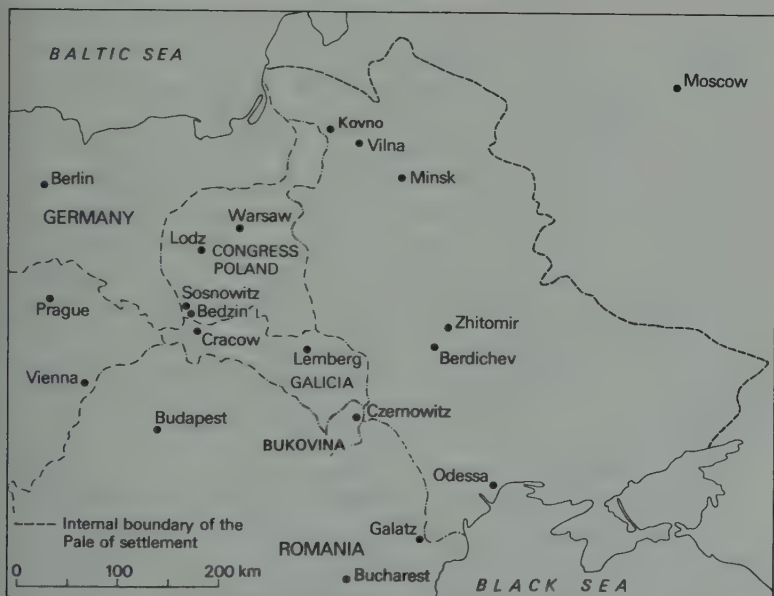 BALTIC SEA
Moscow
Kovno
Vilna
Minsk
Berlin
GERMANY
Warsaw
Lodz
CONGRESS
POLAND
Sosnowitz
Bedzin
Prague
Cracow
Zhitomir
Berdichev
Lemberg
GALICIA
Vienna
Czernowitz
Budapest
BUKOVINA
Odessa
Internal boundary of the
Pale of settlement
Galatz
ROMANIA
0 200 km
Bucharest
BLACK SEA